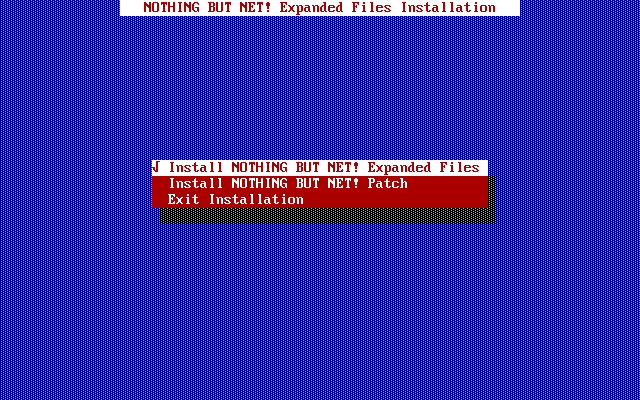 NOTHING BUT NET! Expanded Files Installation
√ Install NOTHING BUT NET! Expanded Files
Install NOTHING BUT NET! Patch
Exit Installation